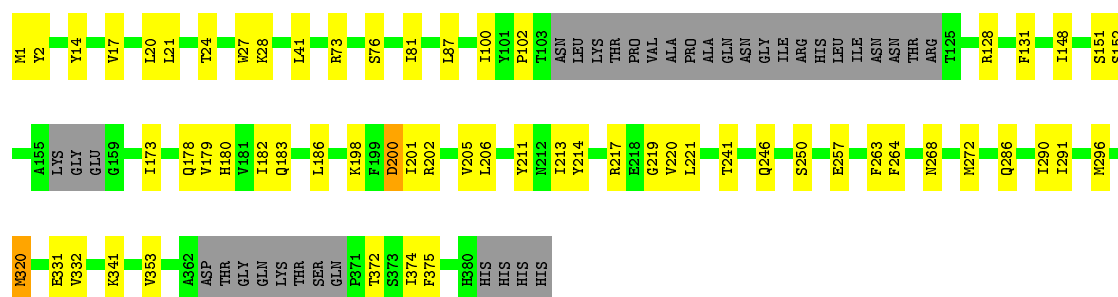 M1 Y2 Y14 V17 L20 L21 T24 W27 K28 L41 R73 S76 I81 L87 I100 Y101 P102 T103 ASN LEU LYS THR PRO VAL ALA PRO ALA GLN ASN GLY ILE ARG HIS LEU ILE ASN ASN THR ARG T125 R128 F131 I148 S151 S152
A155 LYS GLY GLU G159 I173 Q178 V179 H180 V181 I182 Q183 L186 K198 F199 D200 I201 R202 V205 L206 Y211 N212 I213 Y214 R217 E218 G219 V220 L221 T241 Q246 S250 E257 F263 F264 N268 M272 Q286 I290 I291 M296
M320 E331 V332 K341 V353 A362 ASP THR GLY GLN LYS THR SER GLN P371 T372 S373 I374 F375 H380 HIS HIS HIS HIS